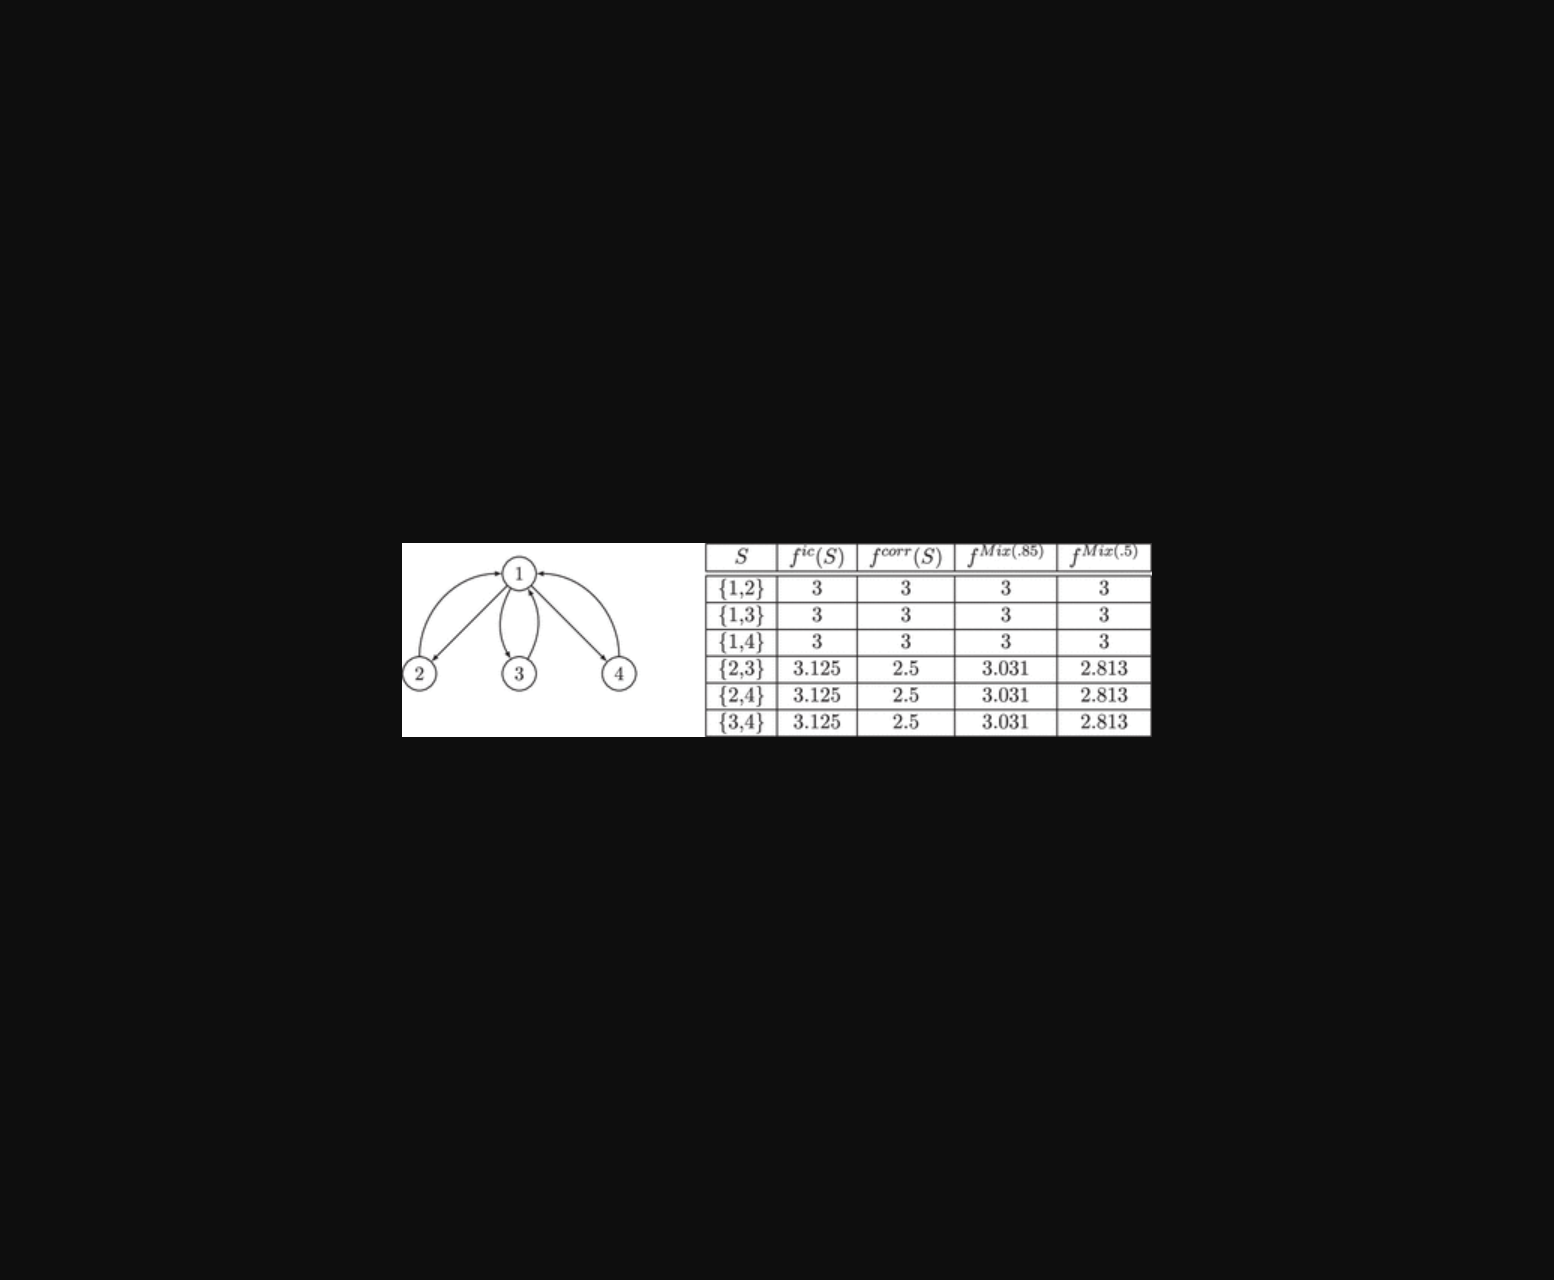 1
2 3 4
S f^{ic}(S) f^{corr}(S) f^{Mix(.85)} f^{Mix(.5)}
{1,2} 3 3 3 3
{1,3} 3 3 3 3
{1,4} 3 3 3 3
{2,3} 3.125 2.5 3.031 2.813
{2,4} 3.125 2.5 3.031 2.813
{3,4} 3.125 2.5 3.031 2.813